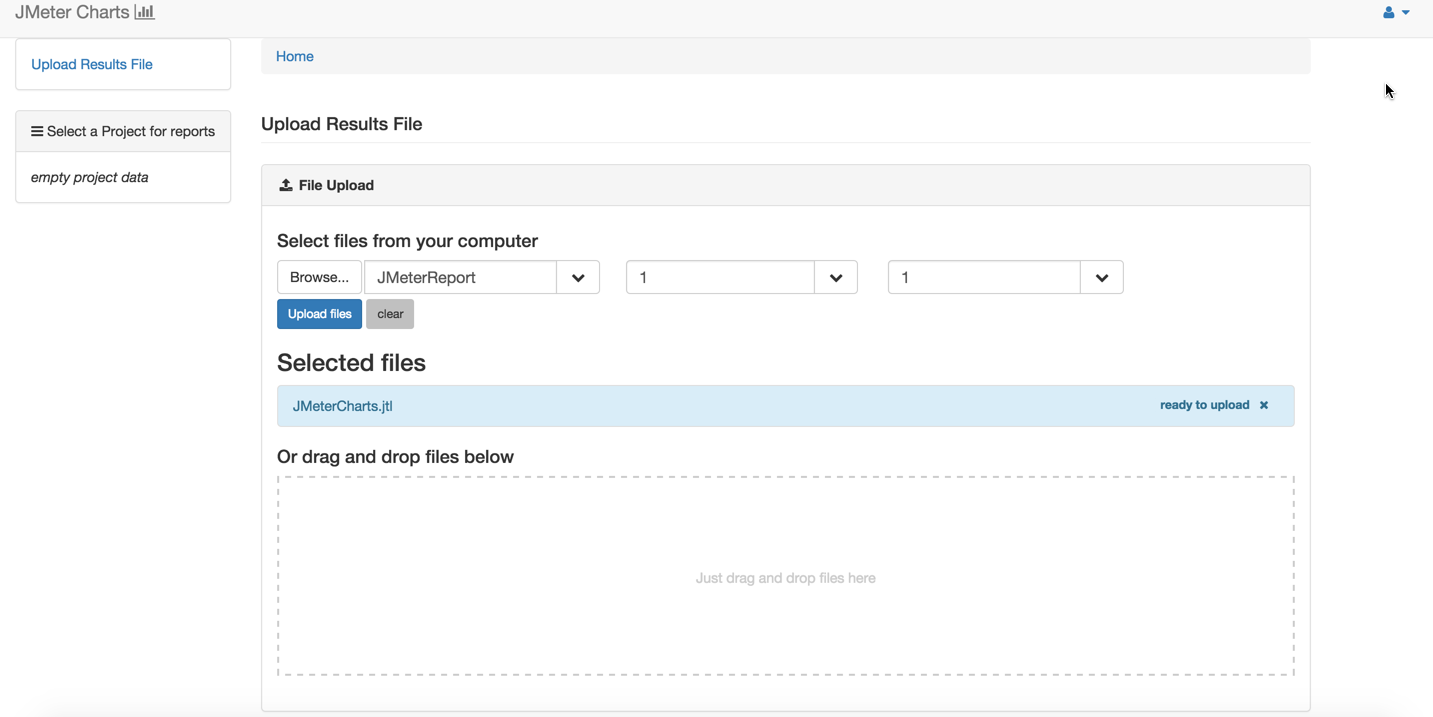 JMeter Charts
Upload Results File
Select a Project for reports
empty project data
Home
Upload Results File
File Upload
Select files from your computer
Browse... JMeterReport 1 1
Upload files clear
Selected files
JMeterCharts.jtl ready to upload
Or drag and drop files below
Just drag and drop files here